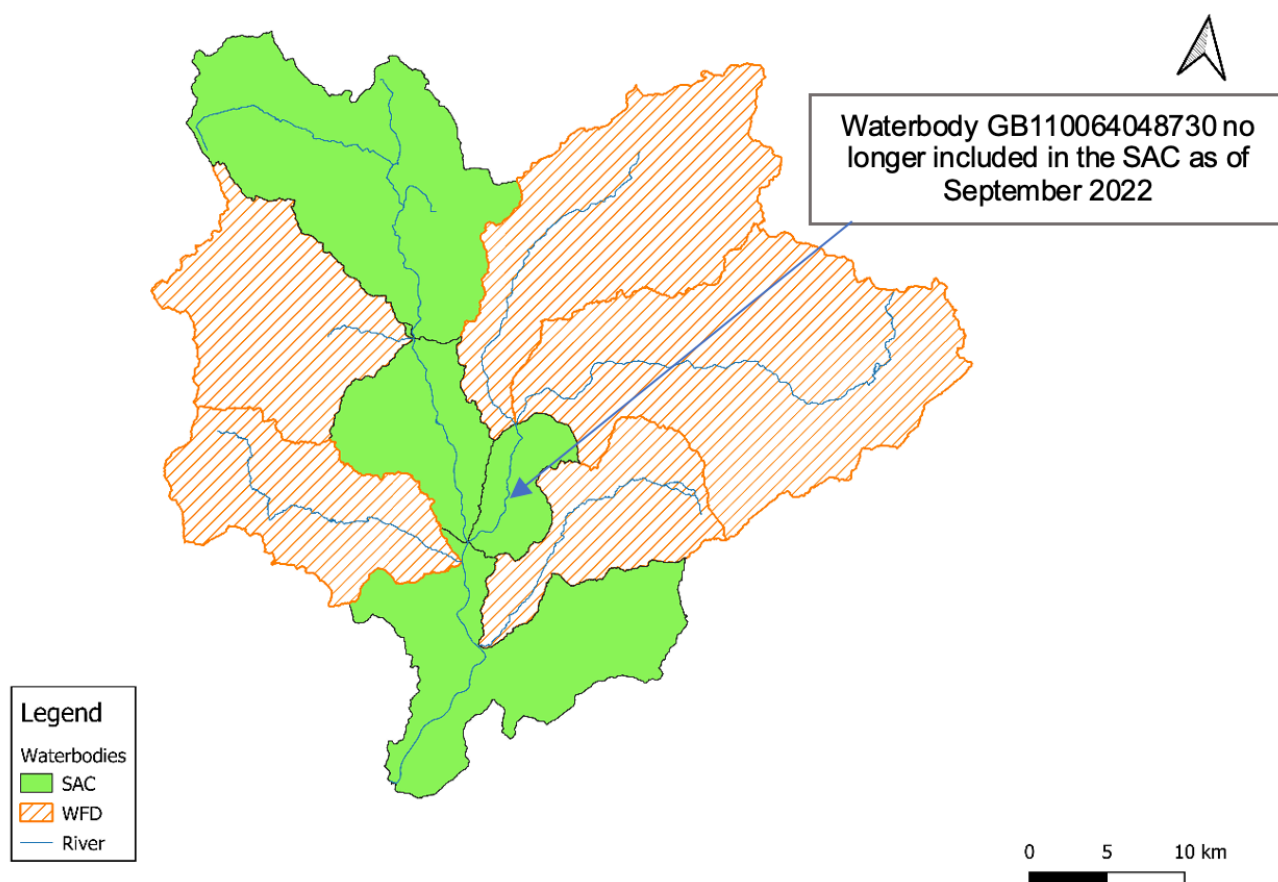 Waterbody GB110064048730 no
longer included in the SAC as of
September 2022
Legend
Waterbodies
SAC
WFD
River
0 5 10 km